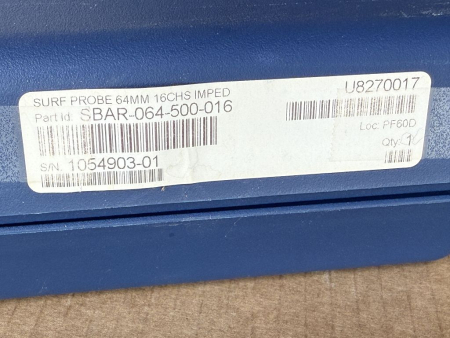 SURF PROBE 64MM 16CHS IMPED
Part id: SBAR-064-500-016
S/N: 1054903-01
U8270017
Loc: PF60D
Qty: 1